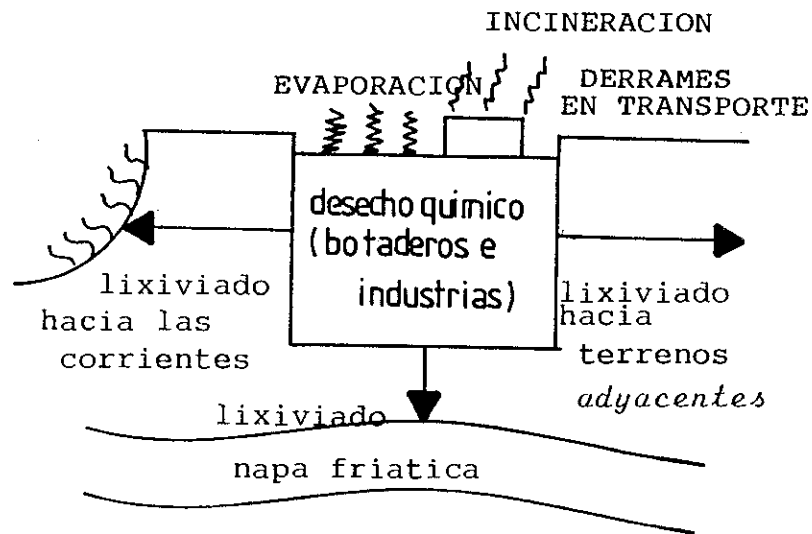 INCINERACION
EVAPORACION
DERRAMES
EN TRANSPORTE
desecho quimico
(botaderos e
industrias)
lixiviado
hacia las
corrientes
lixiviado
hacia
terrenos
adyacentes
lixiviado
napa friatica